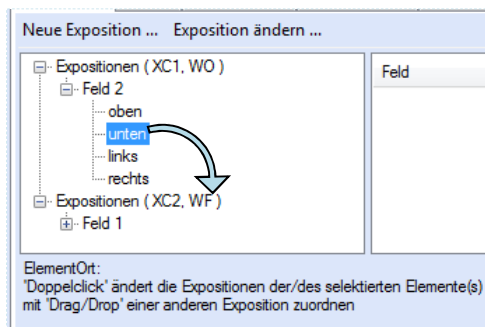 Neue Exposition ... Exposition ändern ...
Expositionen ( XC1, WO )
Feld 2
oben
unten
links
rechts
Expositionen ( XC2, WF )
Feld 1
Feld
ElementOrt:
'Doppelclick' ändert die Expositionen der/des selektierten Elemente(s)
mit 'Drag/Drop' einer anderen Exposition zuordnen